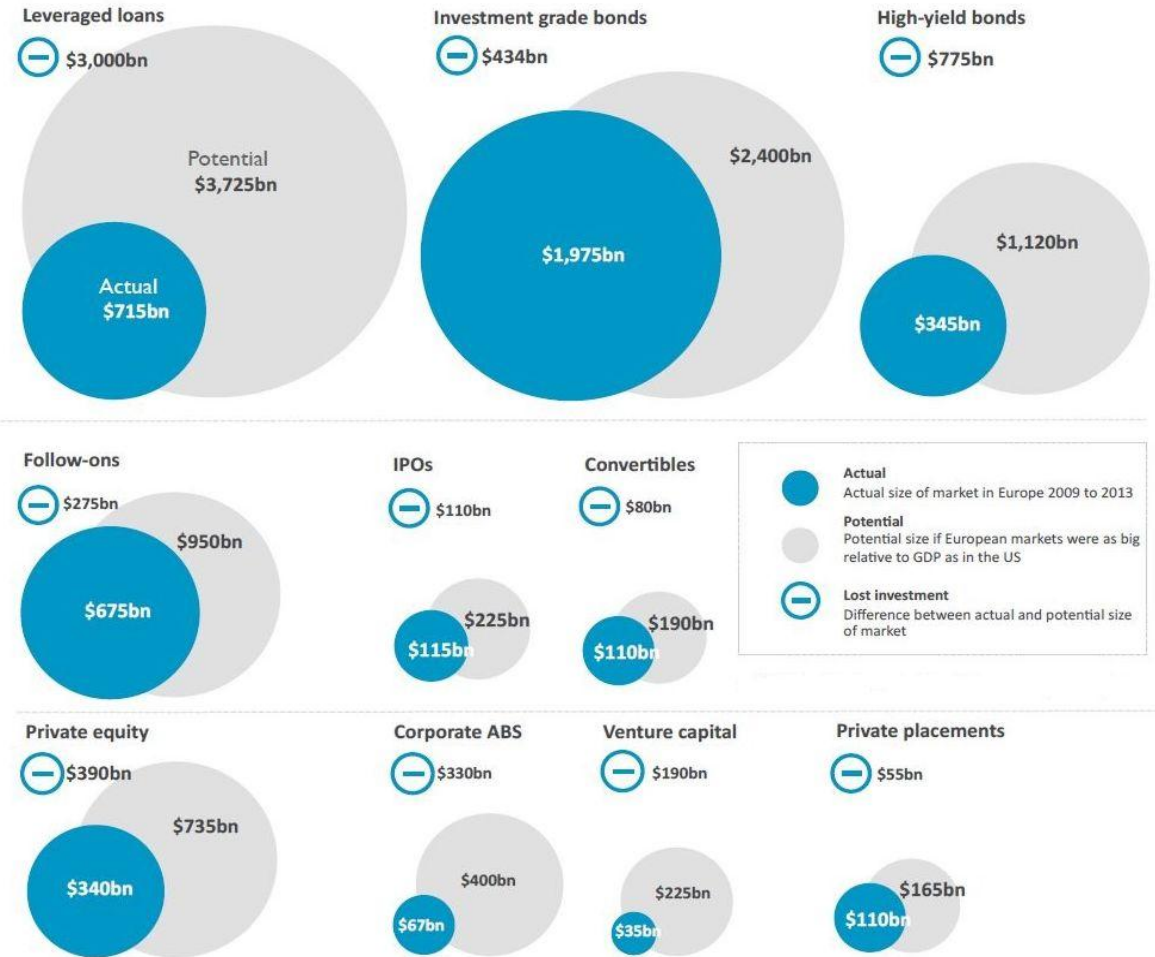 Leveraged loans
$3,000bn
Potential
$3,725bn
Actual
$715bn
Investment grade bonds
$434bn
$2,400bn
$1,975bn
High-yield bonds
$775bn
$1,120bn
$345bn
Follow-ons
$275bn
$950bn
$675bn
IPOs
$110bn
$225bn
$115bn
Convertibles
$80bn
$190bn
$110bn
Actual
Actual size of market in Europe 2009 to 2013
Potential
Potential size if European markets were as big
relative to GDP as in the US
Lost investment
Difference between actual and potential size
of market
Private equity
$390bn
$735bn
$340bn
Corporate ABS
$330bn
$400bn
$67bn
Venture capital
$190bn
$225bn
$35bn
Private placements
$55bn
$165bn
$110bn